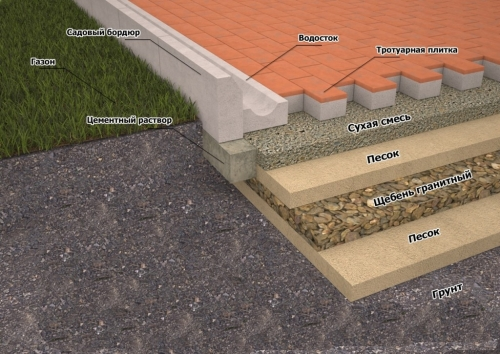 Садовый бордюр
Водосток
Тротуарная плитка
Газон
Цементный раствор
Сухая смесь
Песок
Щебень гранитный
Песок
Грунт